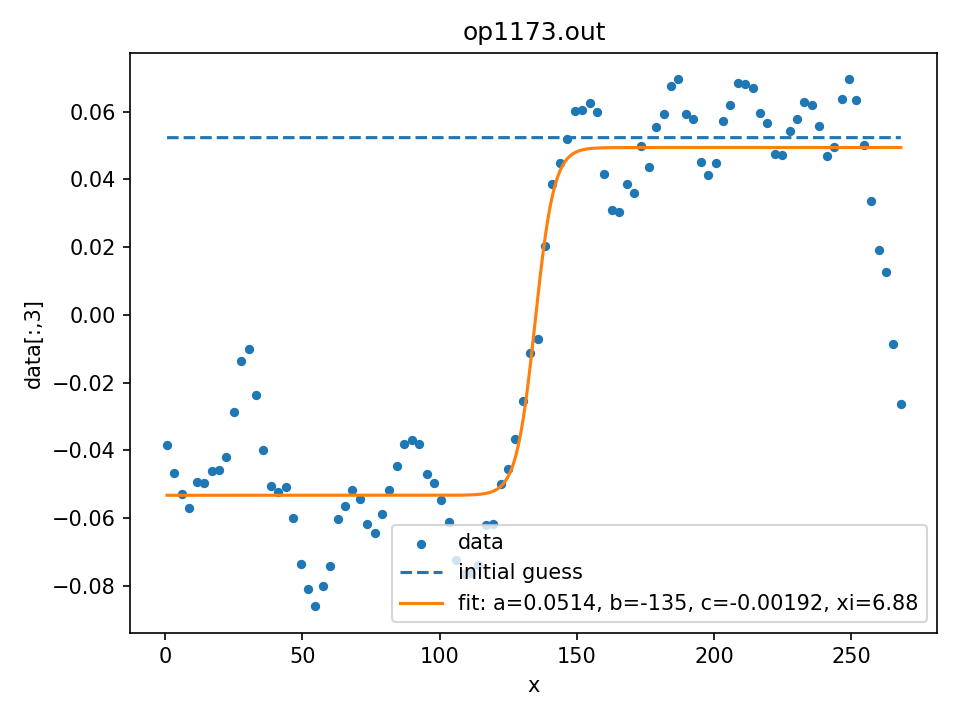 op1173.out
0.06
0.04
0.02
0.00
−0.02
−0.04
−0.06
−0.08
data[:,3]
0 50 100 150 200 250
x
data
initial guess
fit: a=0.0514, b=-135, c=-0.00192, xi=6.88